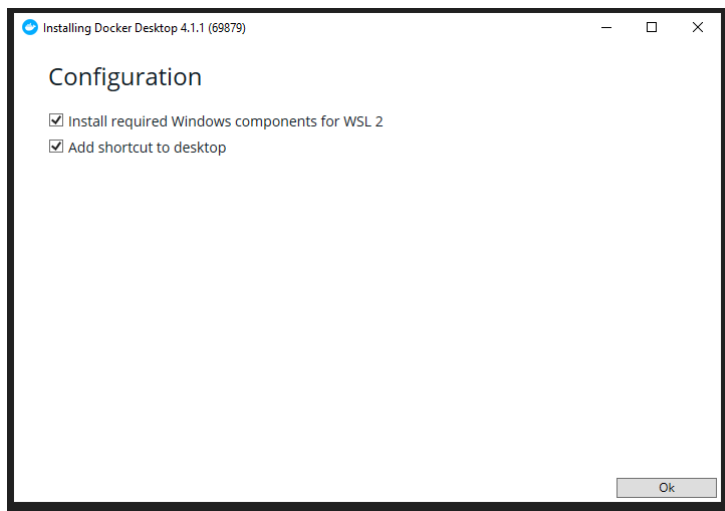 Installing Docker Desktop 4.1.1 (69879)
Configuration
Install required Windows components for WSL 2
Add shortcut to desktop
Ok